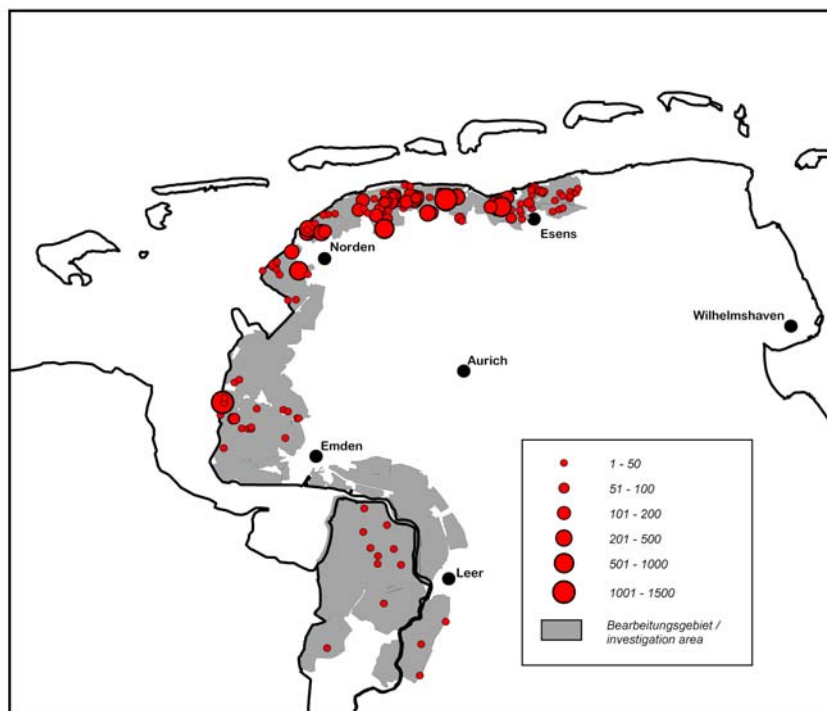 Esens
Norden
Wilhelmshaven
Aurich
Emden
Leer
1 - 50
51 - 100
101 - 200
201 - 500
501 - 1000
1001 - 1500
Bearbeitungsgebiet /
investigation area